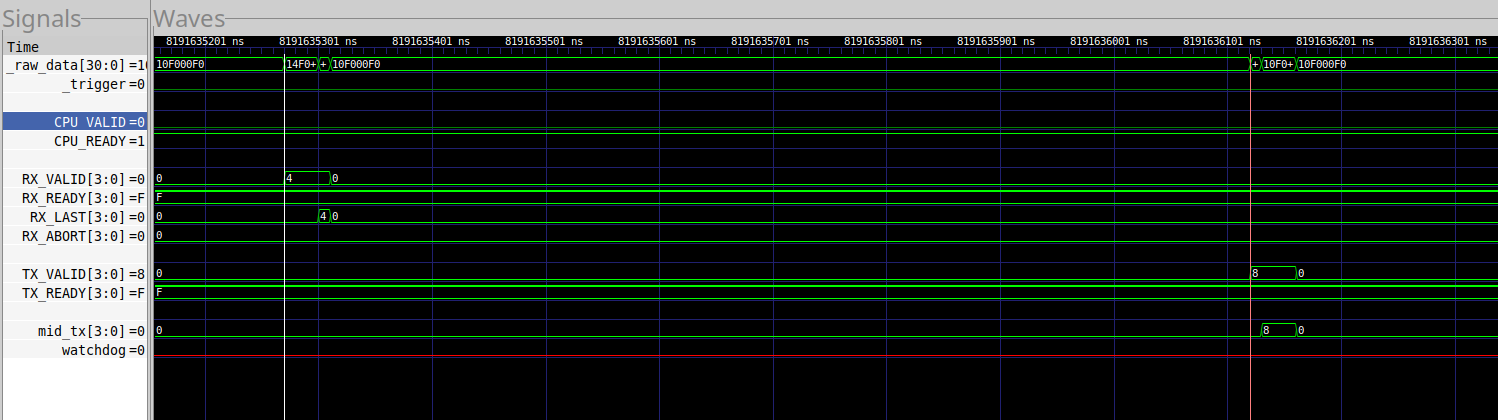 Signals Waves
Time 8191635201 ns 8191635301 ns 8191635401 ns 8191635501 ns 8191635601 ns 8191635701 ns 8191635801 ns 8191635901 ns 8191636001 ns 8191636101 ns 8191636201 ns 8191636301 ns
_raw_data[30:0]=10 10F000F0 14F0+ + 10F000F0 + 10F0+ 10F000F0
_trigger=0
CPU_VALID=0
CPU_READY=1
RX_VALID[3:0]=0 0 4 0
RX_READY[3:0]=F F
RX_LAST[3:0]=0 0 4 0
RX_ABORT[3:0]=0 0
TX_VALID[3:0]=8 0 8 0
TX_READY[3:0]=F F
mid_tx[3:0]=0 0 8 0
watchdog=0